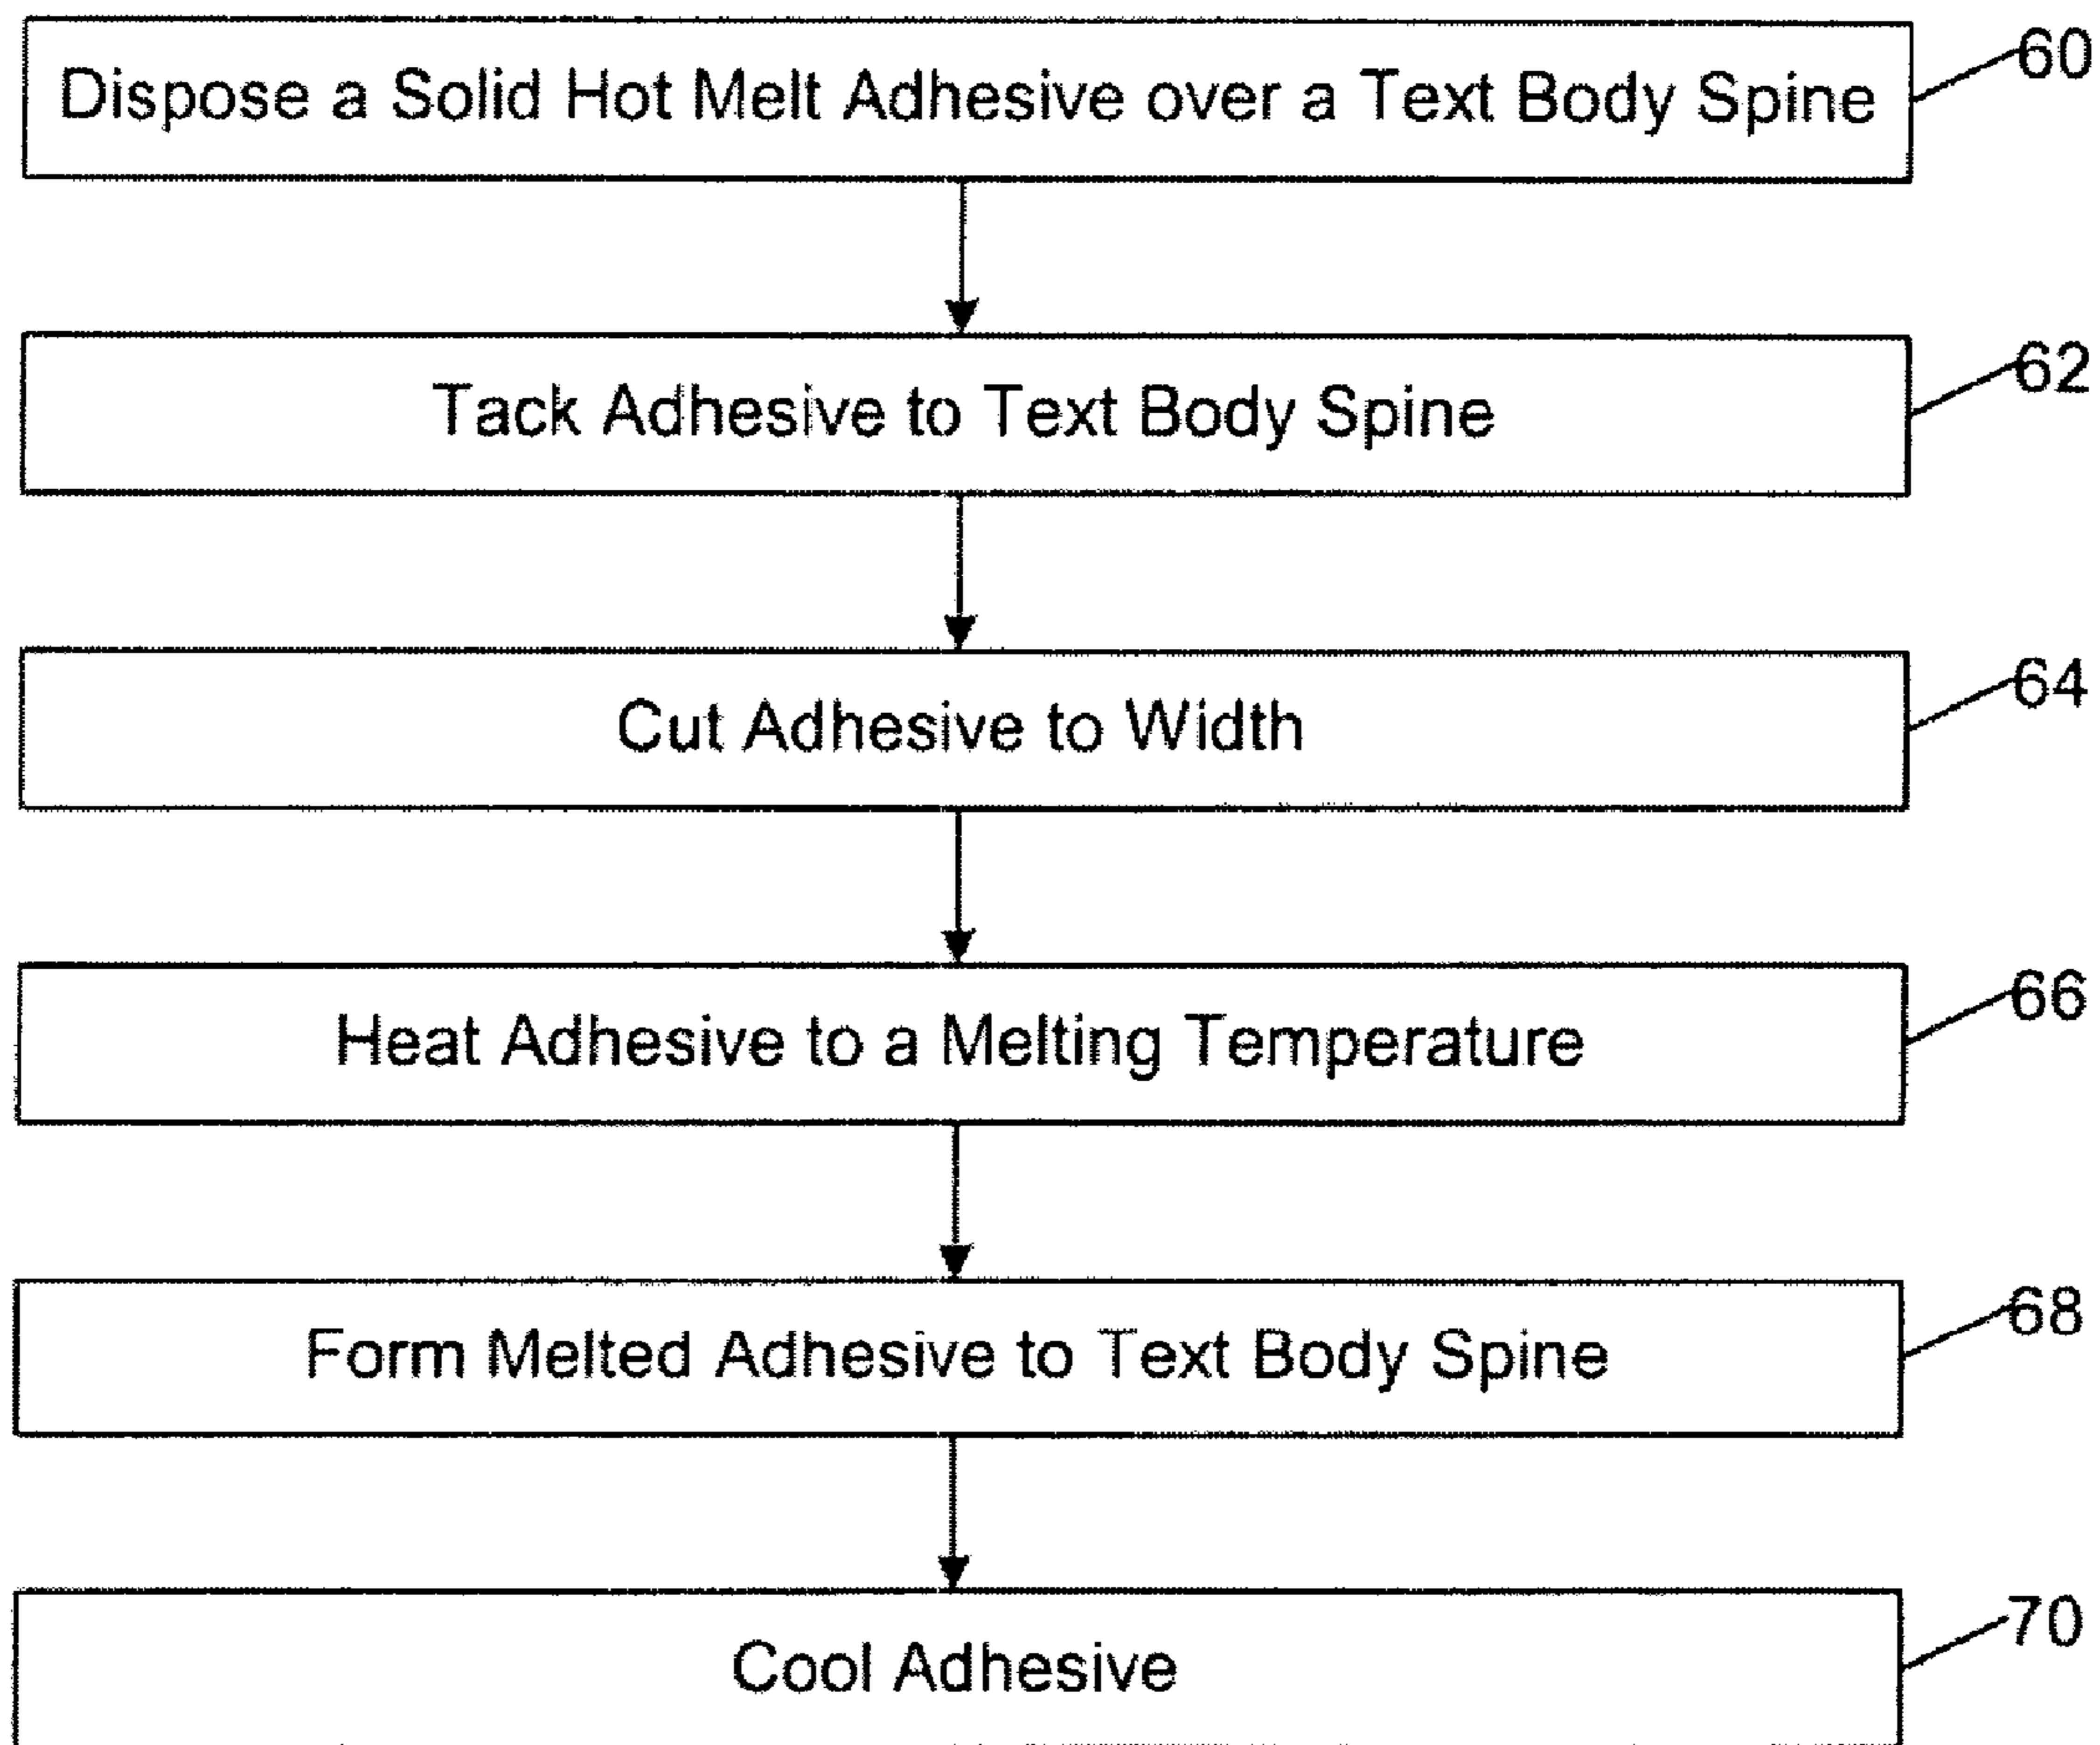 Dispose a Solid Hot Melt Adhesive over a Text Body Spine
60
Tack Adhesive to Text Body Spine
62
Cut Adhesive to Width
64
Heat Adhesive to a Melting Temperature
66
Form Melted Adhesive to Text Body Spine
68
Cool Adhesive
70